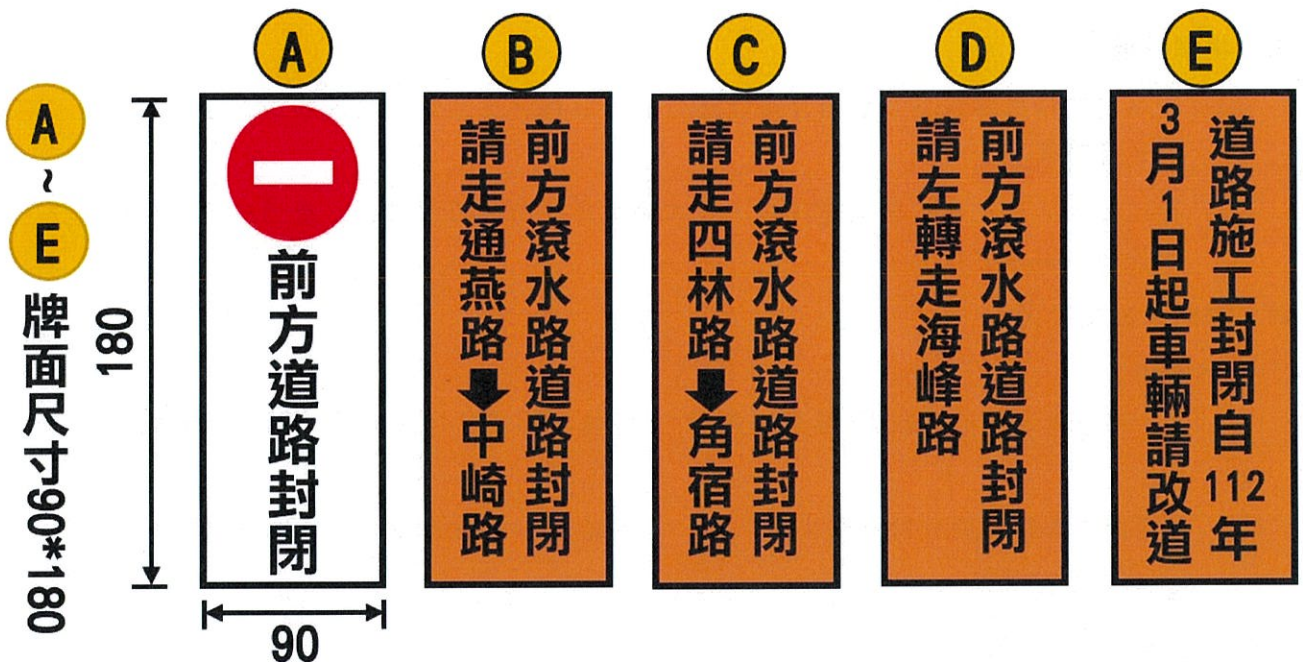 A
~
E
牌面尺寸90*180
180
90
A
前方道路封閉
B
前方滾水路道路封閉
請走通燕路⬇中崎路
C
前方滾水路道路封閉
請走四林路⬇角宿路
D
前方滾水路道路封閉
請左轉走海峰路
E
道路施工封閉自112年
3月1日起車輛請改道